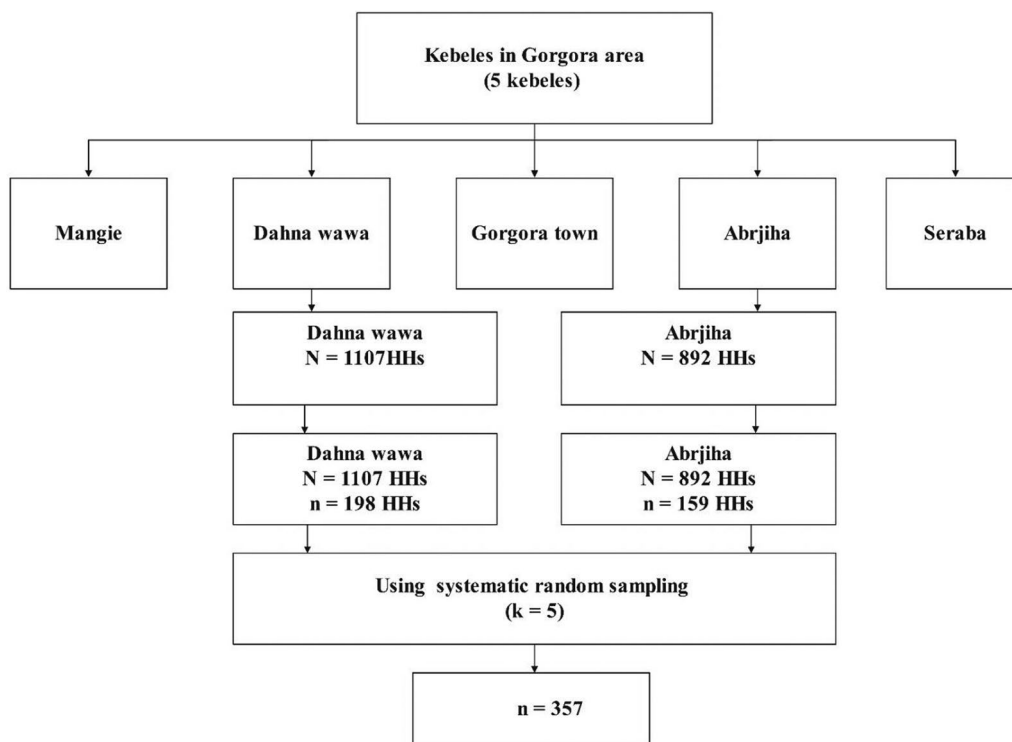 Kebeles in Gorgora area
(5 kebeles)
Mangie
Dahna wawa
Gorgora town
Abrjiha
Seraba
Dahna wawa
N = 1107HHs
Abrjiha
N = 892 HHs
Dahna wawa
N = 1107 HHs
n = 198 HHs
Abrjiha
N = 892 HHs
n = 159 HHs
Using systematic random sampling
(k = 5)
n = 357